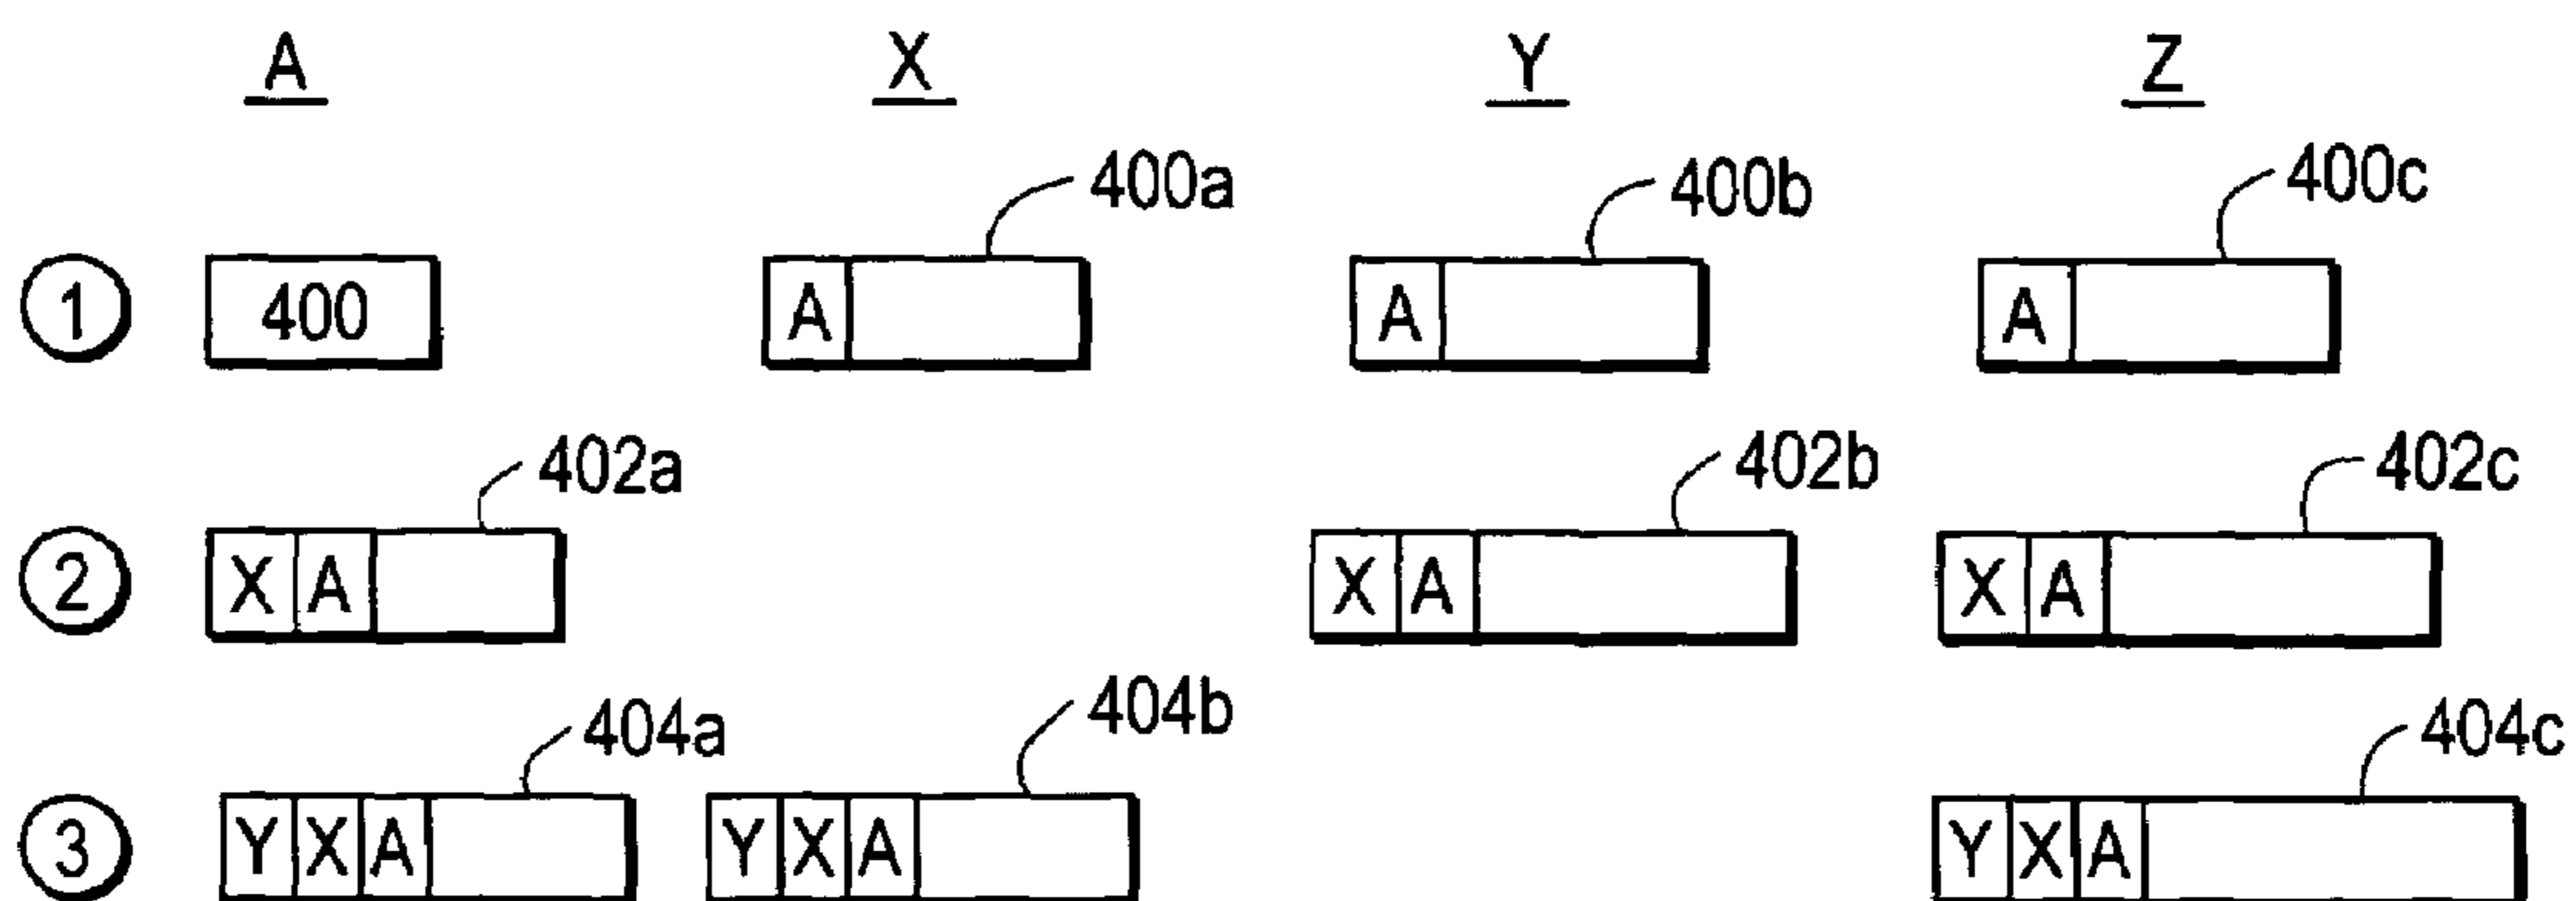 A X Y Z
400a 400b 400c
1 400 A A A
402a 402b 402c
2 X A X A X A
404a 404b 404c
3 Y X A Y X A Y X A